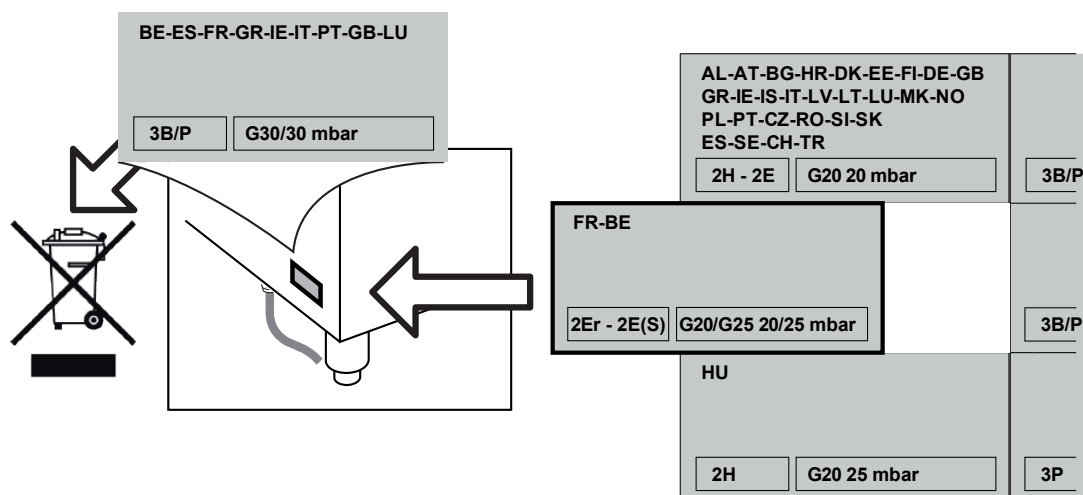 BE-ES-FR-GR-IE-IT-PT-GB-LU
3B/P
G30/30 mbar
AL-AT-BG-HR-DK-EE-FI-DE-GB
GR-IE-IS-IT-LV-LT-LU-MK-NO
PL-PT-CZ-RO-SI-SK
ES-SE-CH-TR
2H - 2E
G20 20 mbar
3B/P
FR-BE
2Er - 2E(S)
G20/G25 20/25 mbar
3B/P
HU
2H
G20 25 mbar
3P